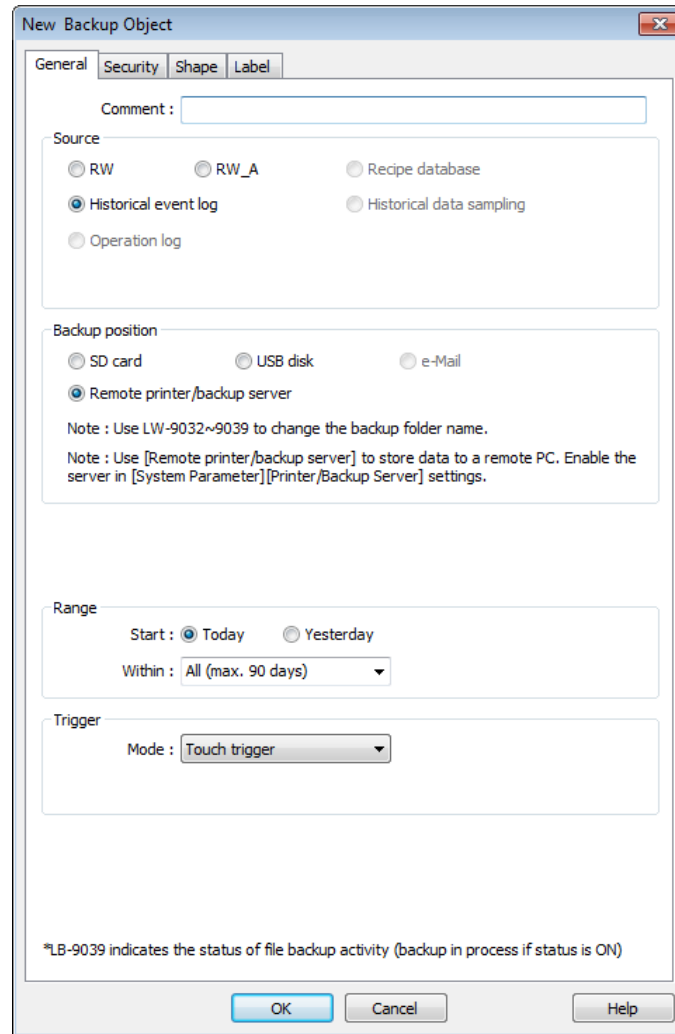 New Backup Object
General Security Shape Label
Comment :
Source
RW RW_A Recipe database
Historical event log Historical data sampling
Operation log
Backup position
SD card USB disk e-Mail
Remote printer/backup server
Note : Use LW-9032~9039 to change the backup folder name.
Note : Use [Remote printer/backup server] to store data to a remote PC. Enable the
server in [System Parameter][Printer/Backup Server] settings.
Range
Start : Today Yesterday
Within : All (max. 90 days)
Trigger
Mode : Touch trigger
*LB-9039 indicates the status of file backup activity (backup in process if status is ON)
OK Cancel Help